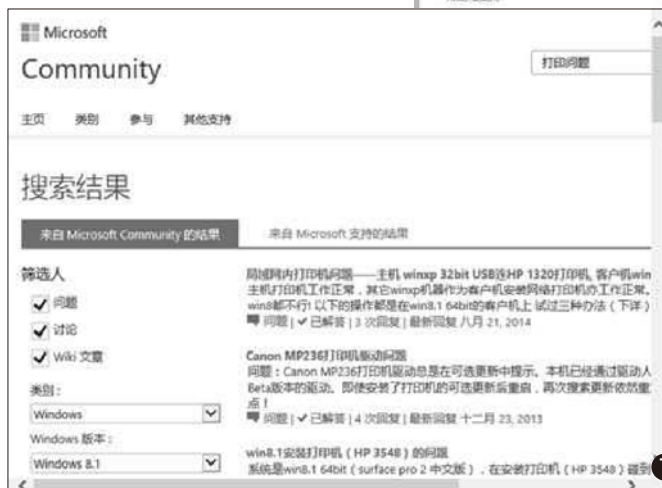 Microsoft
Community
打印问题
主页 类别 参与 其他支持
搜索结果
来自 Microsoft Community 的结果 来自 Microsoft 支持的结果
筛选人
问题
讨论
Wiki 文章
类别：
Windows
Windows 版本：
Windows 8.1
局域网内打印机问题——主机 winxp 32bit USB连HP 1320打印机, 客户机win
主机打印机工作正常，其它winxp机器作为客户机安装网络打印机亦工作正常。
win8都不行! 以下的操作都是在win8.1 64bit的客户机上 试过三种办法（下详）
问题 | 已解答 | 3 次回复 | 最新回复 八月 21, 2014
Canon MP236打印机驱动问题
问题：Canon MP236打印机驱动总是在可选更新中提示。本机已经通过驱动人
Beta版本的驱动。即使安装了打印机的可选更新后重启，再次搜索更新依然重
点！
问题 | 已解答 | 4 次回复 | 最新回复 十二月 23, 2013
win8.1安装打印机（HP 3548）的问题
系统是win8.1 64bit（surface pro 2 中文版），在安装打印机（HP 3548）碰到